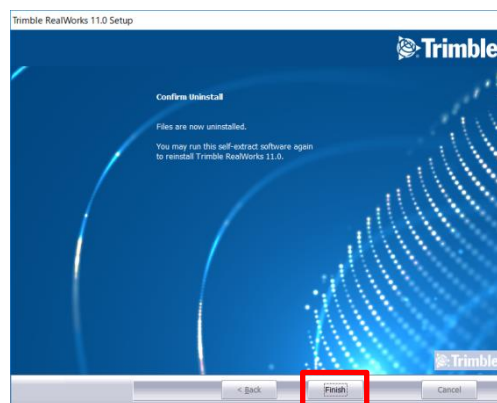 Trimble RealWorks 11.0 Setup
Trimble
Confirm Uninstall
Files are now uninstalled.
You may run this self-extract software again
to reinstall Trimble RealWorks 11.0.
Trimble
< Back
Finish
Cancel